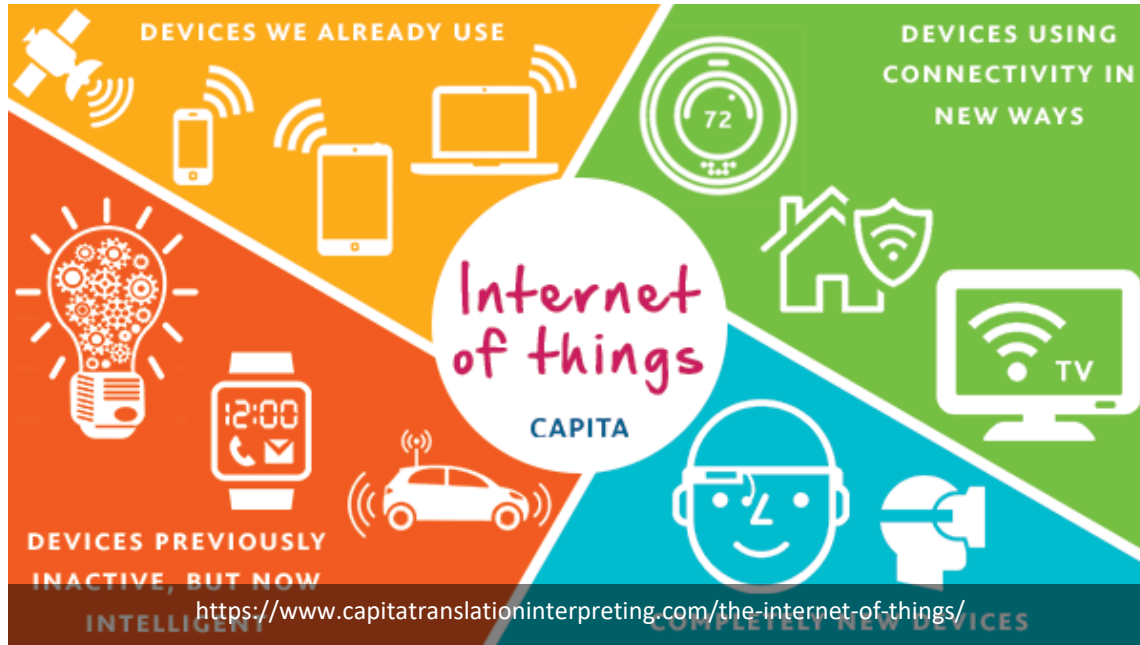 DEVICES WE ALREADY USE
DEVICES USING
CONNECTIVITY IN
NEW WAYS
72
Internet
of things
CAPITA
TV
12:00
DEVICES PREVIOUSLY
INACTIVE, BUT NOW
INTELLIGENT
COMPLETELY NEW DEVICES
https://www.capitatranslationinterpreting.com/the-internet-of-things/